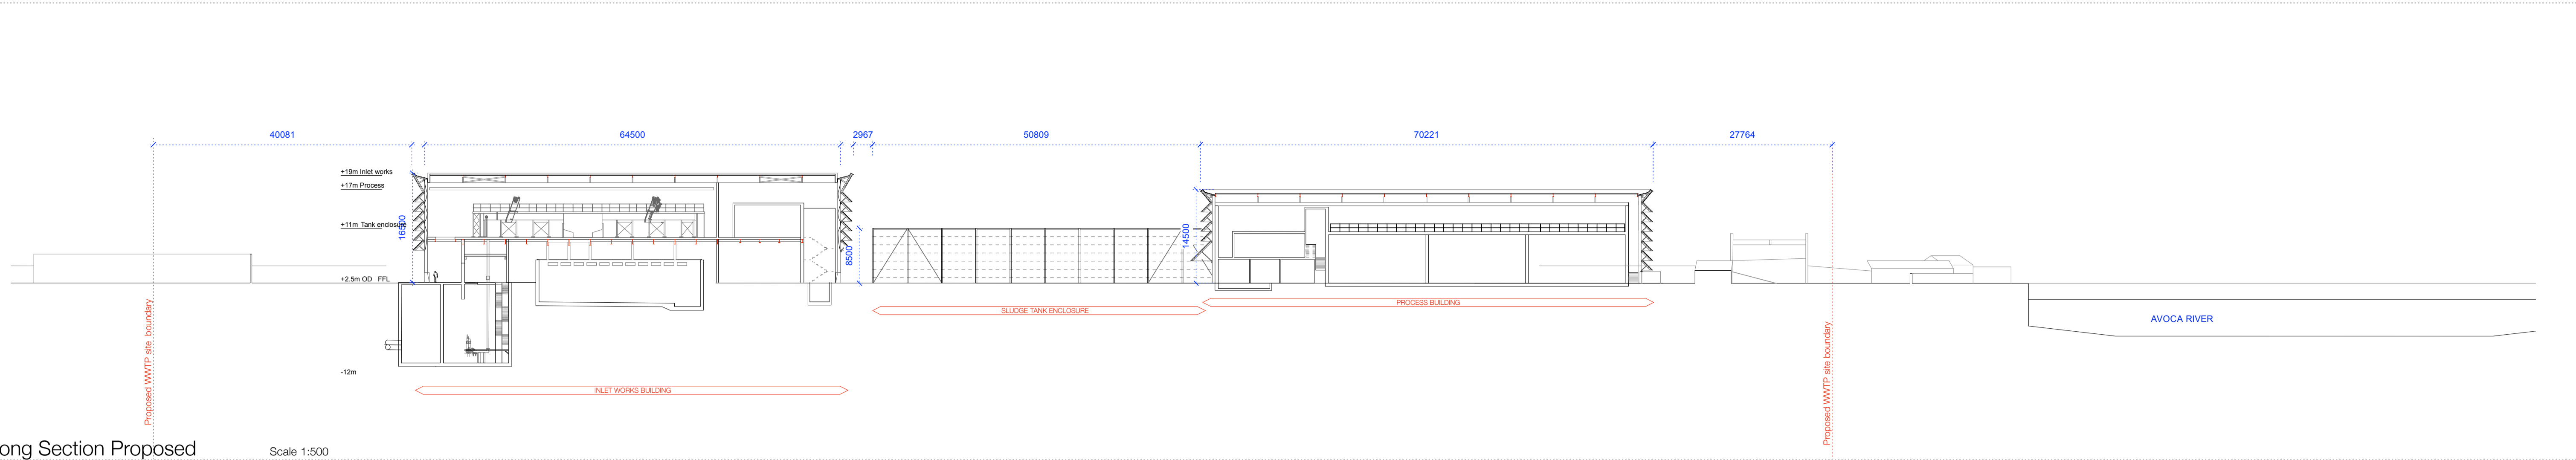 40081
64500
2967
50809
70221
27764
+19m Inlet works
+17m Process
+11m Tank enclosure
16500
8500
14500
+2.5m OD FFL
-12m
SLUDGE TANK ENCLOSURE
PROCESS BUILDING
INLET WORKS BUILDING
AVOCA RIVER
Proposed WWTP site boundary
Proposed WWTP site boundary
ong Section Proposed
Scale 1:500